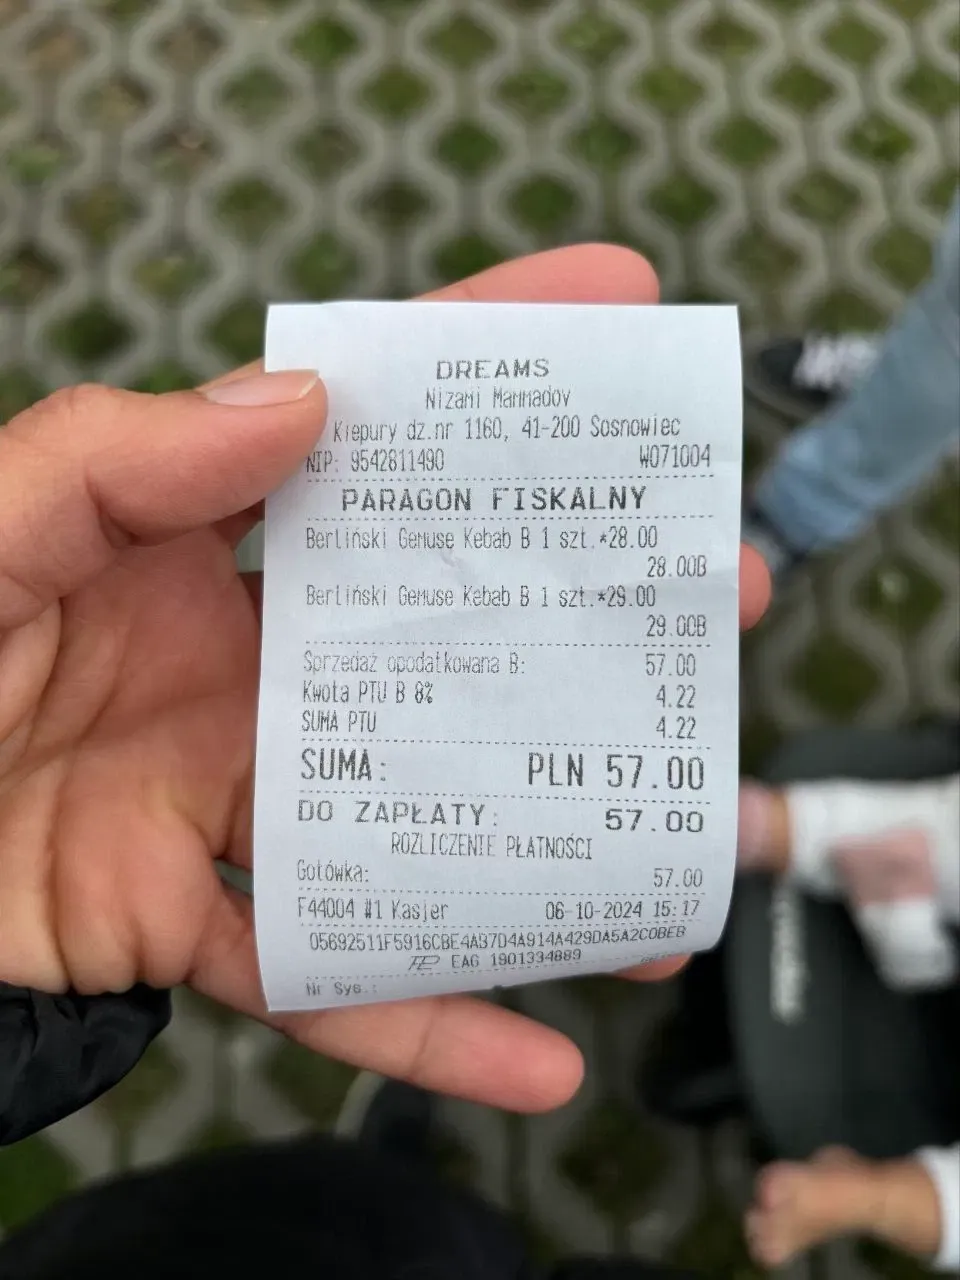 DREAMS
Nizami Mammadov
Kiepury dz.nr 1160, 41-200 Sosnowiec
NIP: 9542811490 W071004
PARAGON FISKALNY
Berliński Gemuse Kebab B 1 szt.*28.00
28.00B
Berliński Gemuse Kebab B 1 szt.*29.00
29.00B
Sprzedaż opodatkowana B: 57.00
Kwota PTU B 8% 4.22
SUMA PTU 4.22
SUMA: PLN 57.00
DO ZAPŁATY: 57.00
ROZLICZENIE PŁATNOŚCI
Gotówka: 57.00
F44004 #1 Kasjer 06-10-2024 15:17
05692511F5916CBE4AB7D4A914A429DA5A2C0BEB
EAG 1901334889
Nr Sys.: